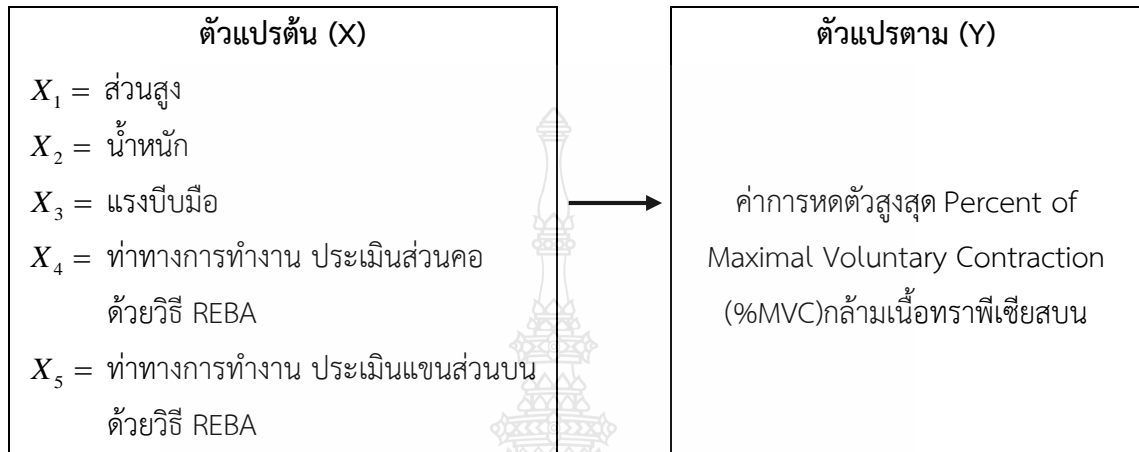 ตัวแปรต้น (X)
X₁ = ส่วนสูง
X₂ = น้ำหนัก
X₃ = แรงบีบมือ
X₄ = ท่าทางการทำงาน ประเมินส่วนคอ
ด้วยวิธี REBA
X₅ = ท่าทางการทำงาน ประเมินแขนส่วนบน
ด้วยวิธี REBA
ตัวแปรตาม (Y)
ค่าการหดตัวสูงสุด Percent of
Maximal Voluntary Contraction
(%MVC)กล้ามเนื้อทราพีเซียสบน